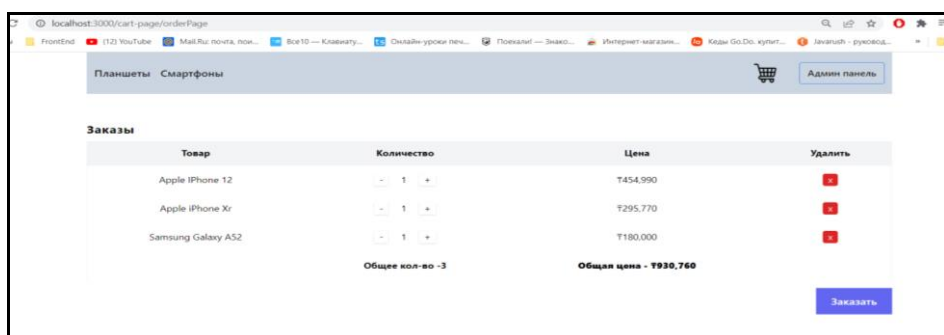 localhost:3000/cart-page/orderPage
FrontEnd (12) YouTube Mail.Ru: почта, пои... Все10 — Клавиату... Онлайн-уроки печ... Поехали! — Знако... Интернет-магазин... Кеды Go.Do. купит... Javarush - руковод...
Планшеты Смартфоны Админ панель
Заказы
Товар Количество Цена Удалить
Apple IPhone 12 - 1 + ₸454,990 x
Apple iPhone Xr - 1 + ₸295,770 x
Samsung Galaxy A52 - 1 + ₸180,000 x
Общее кол-во -3 Общая цена - ₸930,760
Заказать